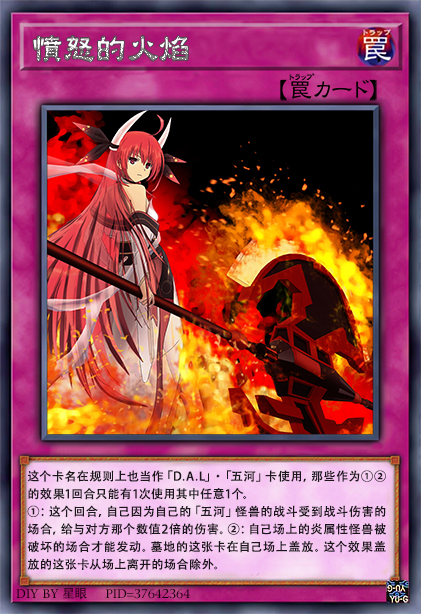 憤怒的火焰
トラップ
罠
トラップ
【罠カード】
这个卡名在规则上也当作「D.A.L」·「五河」卡使用，那些作为①②
的效果1回合只能有1次使用其中任意1个。
①：这个回合，自己因为自己的「五河」怪兽的战斗受到战斗伤害的
场合，给与对方那个数值2倍的伤害。②：自己场上的炎属性怪兽被
破坏的场合才能发动。墓地的这张卡在自己场上盖放。这个效果盖
放的这张卡从场上离开的场合除外。
DIY BY 星眼 PID=37642364